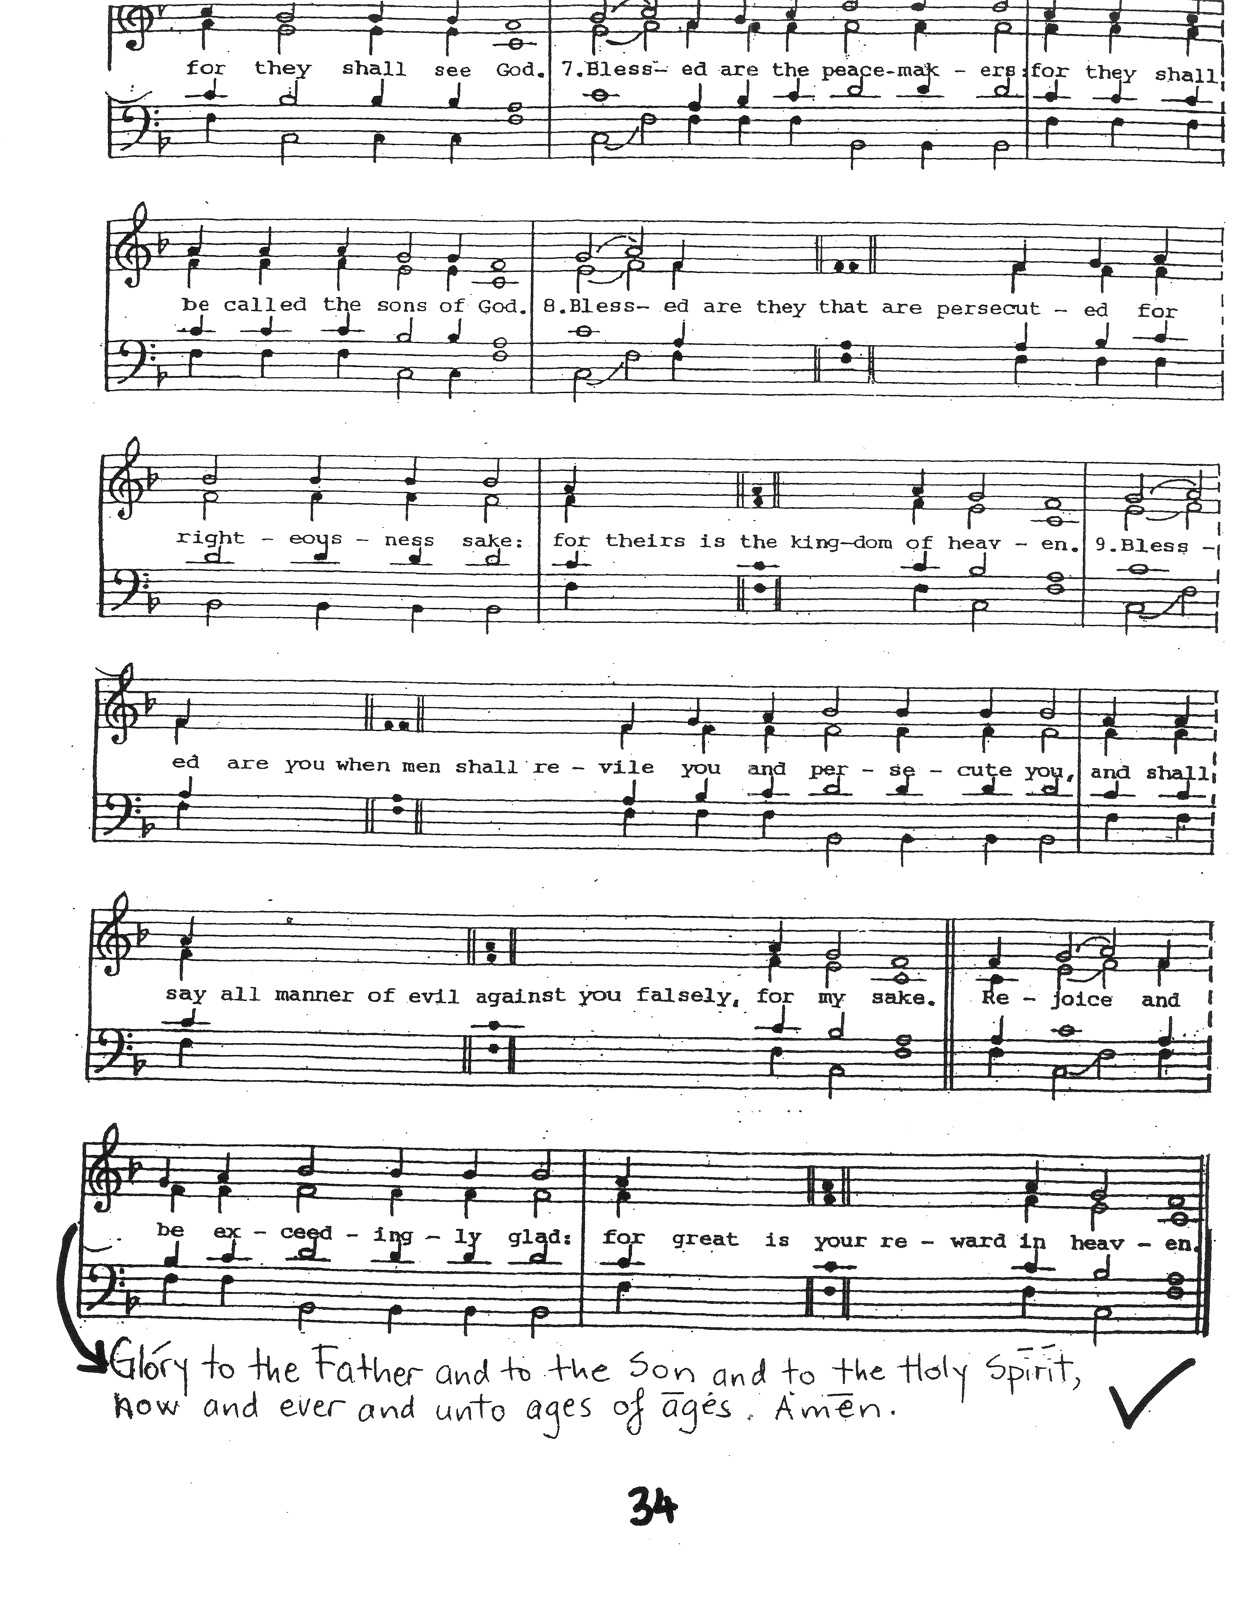 for they shall see God. 7.Bless- ed are the peace-mak - ers: for they shall
be called the sons of God. 8.Bless- ed are they that are persecut - ed for
right - eous - ness sake: for theirs is the king-dom of heav - en. 9.Bless -
ed are you when men shall re - vile you and per - se - cute you, and shall
say all manner of evil against you falsely, for my sake. Re - joice and
be ex - ceed - ing - ly glad: for great is your re - ward in heav - en.
Glóry to the Father and to the Son and to the Holy Spīrīt,
now and ever and unto ages of āgés. Amēn.
34